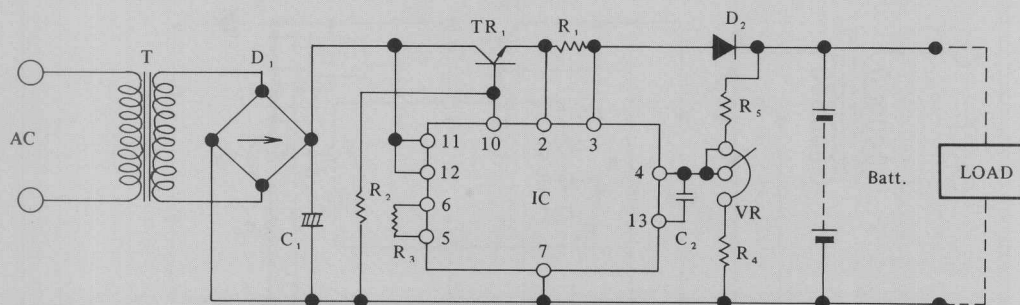 TR₁ R₁ D₂
T D₁
R₅
AC
11 10 2 3
12 4 Batt. LOAD
R₂ 6 IC
13 VR
C₁ 5 C₂
R₃ 7 R₄